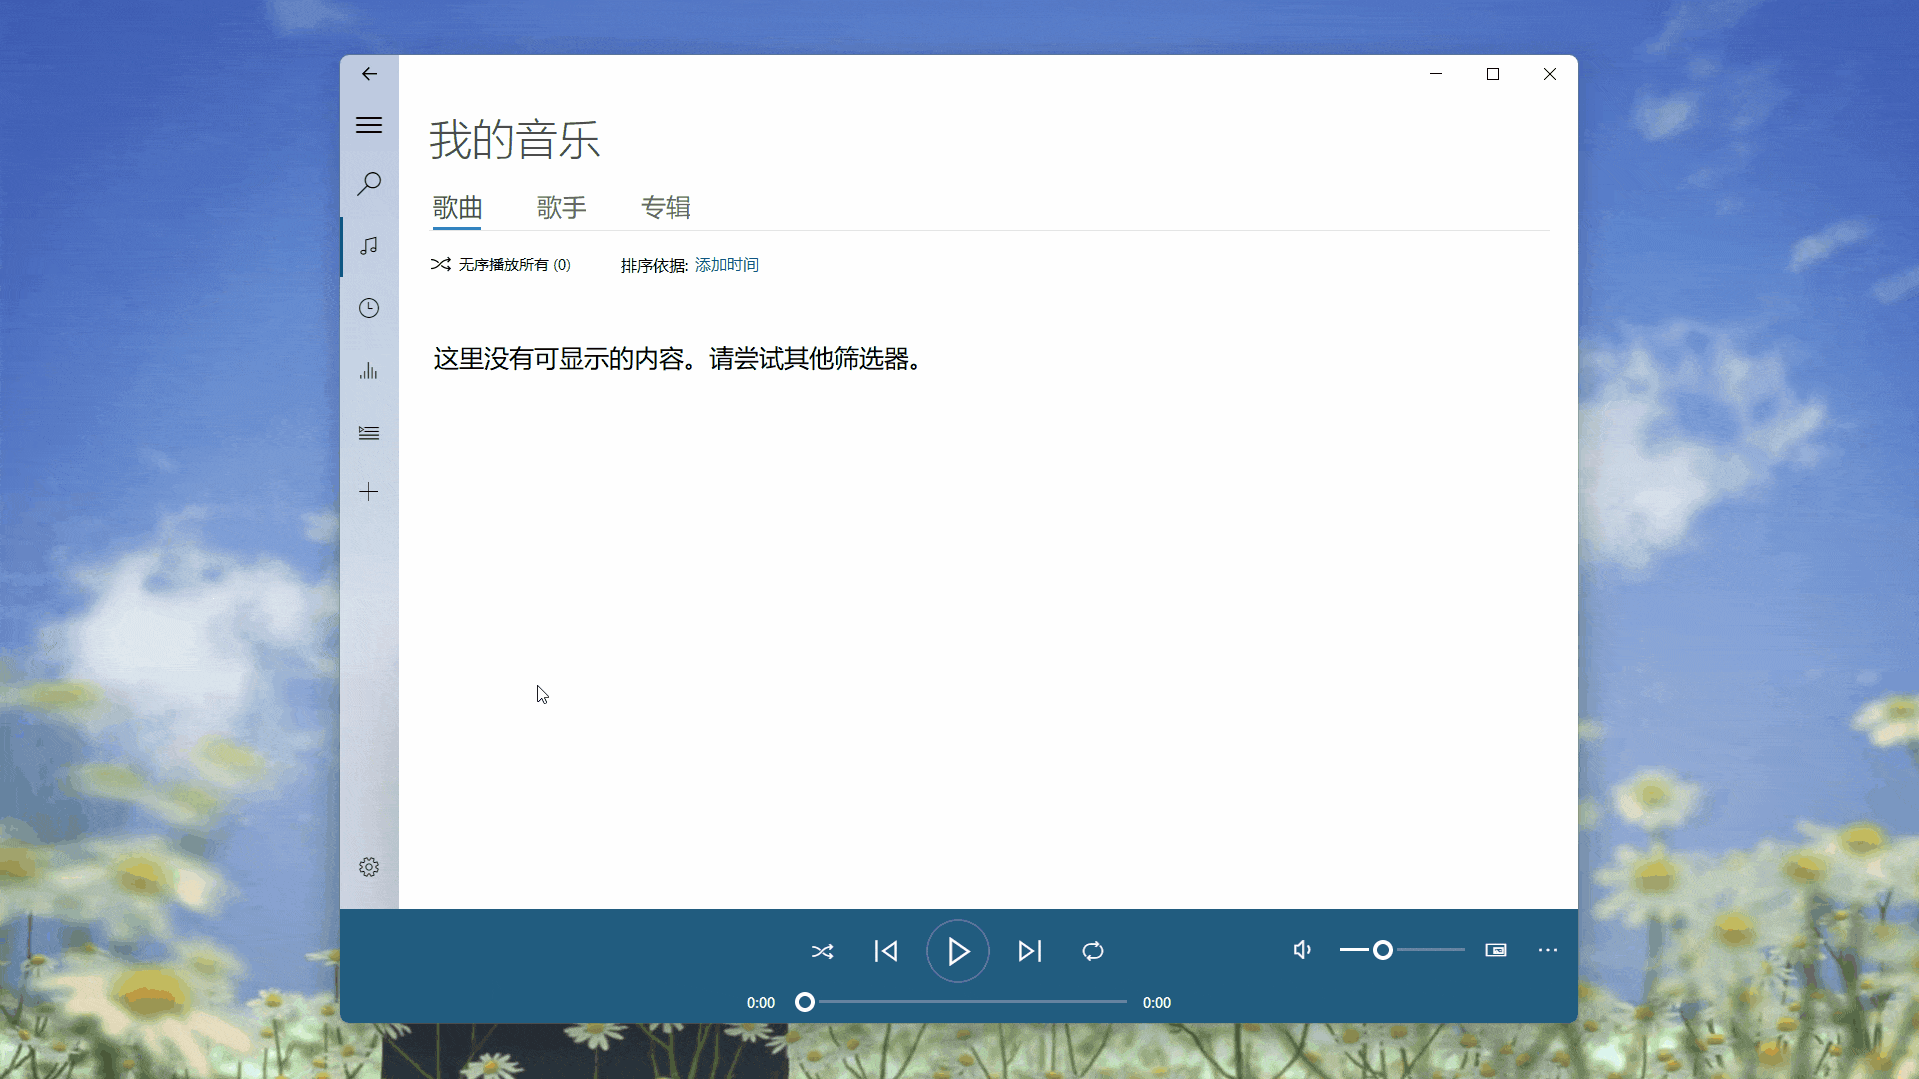 我的音乐
歌曲 歌手 专辑
无序播放所有 (0) 排序依据: 添加时间
这里没有可显示的内容。请尝试其他筛选器。
0:00 0:00